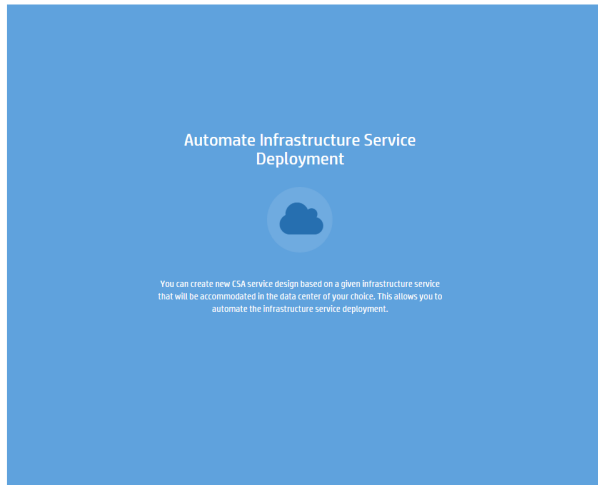 Automate Infrastructure Service
Deployment
You can create new CSA service design based on a given infrastructure service
that will be accommodated in the data center of your choice. This allows you to
automate the infrastructure service deployment.